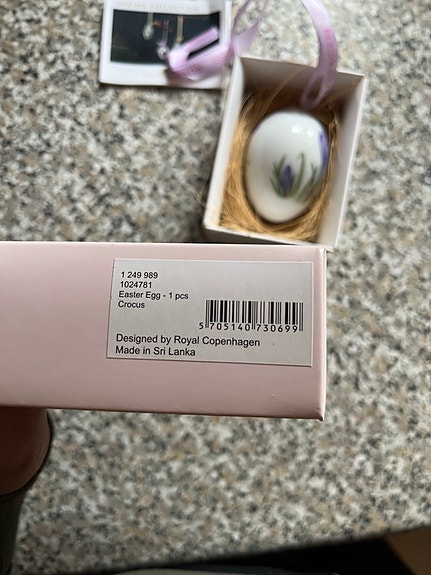 1 249 989
1024781
Easter Egg - 1 pcs
Crocus
5 705140 730699
Designed by Royal Copenhagen
Made in Sri Lanka